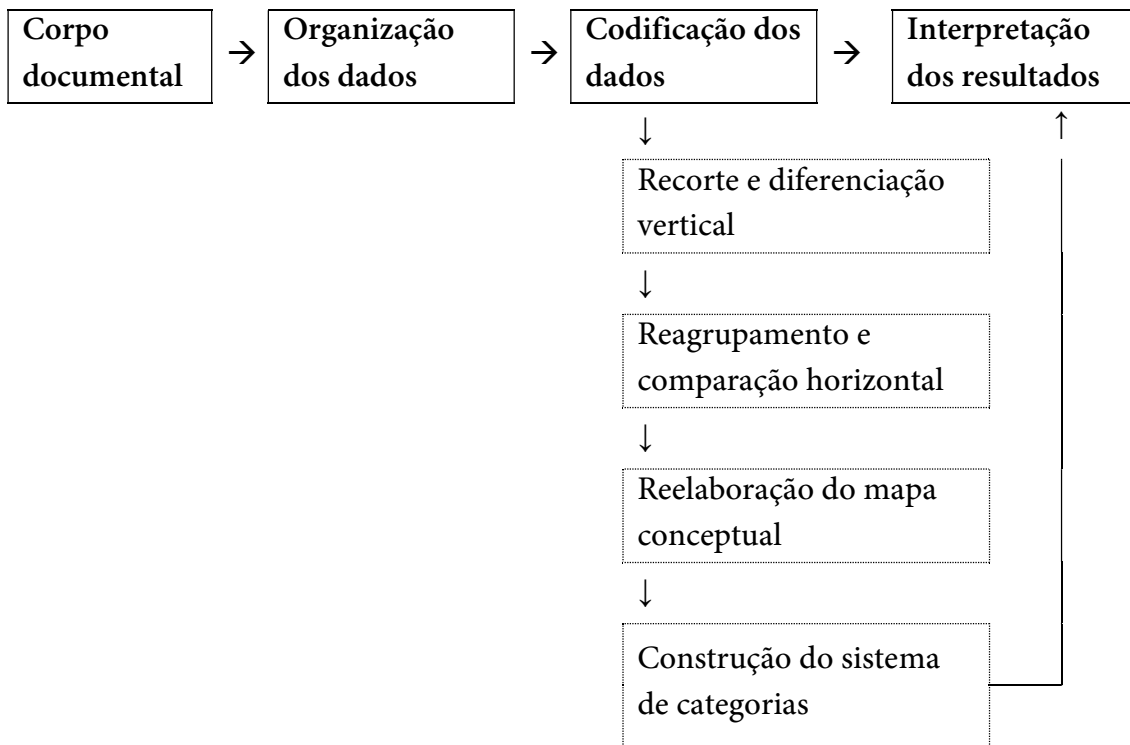 Corpo
documental
→
Organização
dos dados
→
Codificação dos
dados
→
Interpretação
dos resultados
↓
↑
Recorte e diferenciação
vertical
↓
Reagrupamento e
comparação horizontal
↓
Reelaboração do mapa
conceptual
↓
Construção do sistema
de categorias